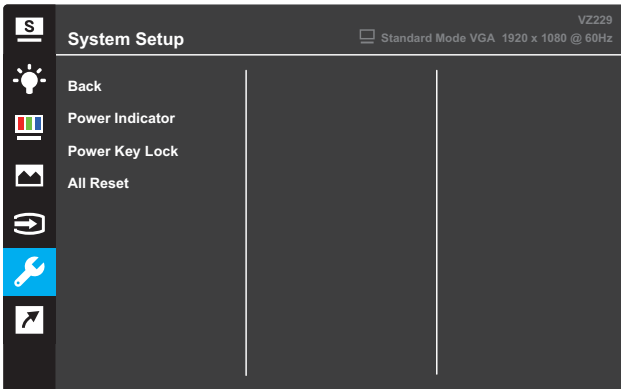 S
VZ229
System Setup
Standard Mode VGA 1920 x 1080 @ 60Hz
Back
Power Indicator
Power Key Lock
All Reset